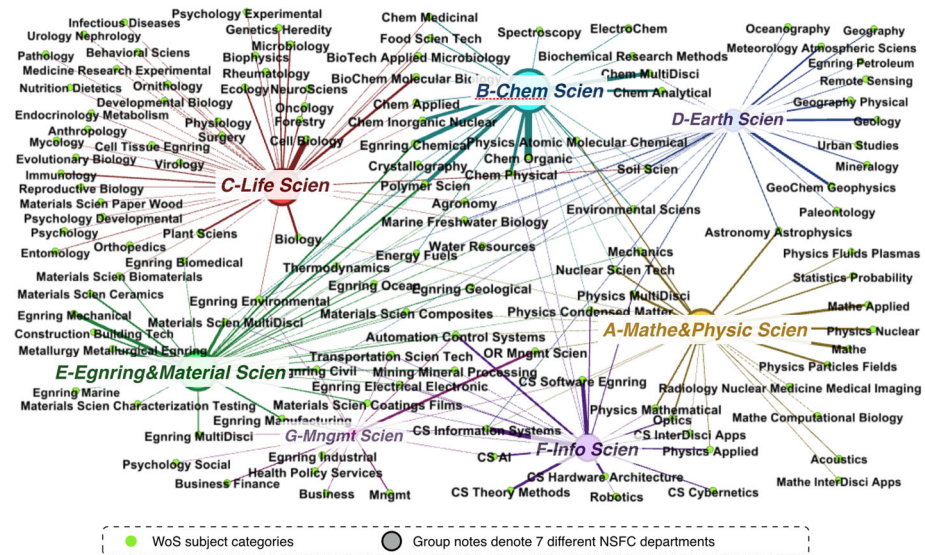 Psychology Experimental
Chem Medicinal
Infectious Diseases
Genetics Heredity
Spectroscopy
ElectroChem
Oceanography
Geography
Urology Nephrology
Food Scien Tech
Microbiology
Meteorology Atmospheric Sciens
Pathology
Behavioral Sciens
Biophysics
BioTech Applied Microbiology
Biochemical Research Methods
Egnring Petroleum
Medicine Research Experimental
Rheumatology
BioChem Molecular Biology
Chem MultiDisci
Remote Sensing
Nutrition Dietetics
Ornithology
Ecology
NeuroSciens
B-Chem Scien
Chem Analytical
Developmental Biology
Oncology
Chem Applied
Geography Physical
Endocrinology Metabolism
Physiology
Forestry
Chem Inorganic Nuclear
D-Earth Scien
Geology
Anthropology
Surgery
Cell Biology
Mycology
Cell Tissue Egnring
Egnring Chemical
Physics Atomic Molecular Chemical
Urban Studies
Evolutionary Biology
Virology
Crystallography
Chem Organic
Mineralogy
Immunology
Chem Physical
Soil Scien
Reproductive Biology
C-Life Scien
Polymer Scien
GeoChem Geophysics
Materials Scien Paper Wood
Agronomy
Environmental Sciens
Paleontology
Psychology Developmental
Marine Freshwater Biology
Psychology
Plant Sciens
Biology
Astronomy Astrophysics
Entomology
Orthopedics
Water Resources
Energy Fuels
Mechanics
Physics Fluids Plasmas
Egnring Biomedical
Thermodynamics
Nuclear Scien Tech
Materials Scien Biomaterials
Statistics Probability
Materials Scien Ceramics
Egnring Ocean
Egnring Geological
Physics MultiDisci
Egnring Environmental
Mathe Applied
Egnring Mechanical
Materials Scien Composites
Physics Condensed Matter
Materials Scien MultiDisci
A-Mathe&Physic Scien
Physics Nuclear
Construction Building Tech
Automation Control Systems
Metallurgy Metallurgical Egnring
Transportation Scien Tech
OR Mngmt Scien
Mathe
E-Egnring&Material Scien
Mining Mineral Processing
Physics Particles Fields
Egnring Electrical Electronic
CS Software Egnring
Radiology Nuclear Medicine Medical Imaging
Egnring Marine
Materials Scien Characterization Testing
Materials Scien Coatings Films
Physics Mathematical
Egnring Manufacturing
Optics
Mathe Computational Biology
Egnring MultiDisci
G-Mngmt Scien
CS Information Systems
CS InterDisci Apps
F-Info Scien
Physics Applied
Egnring Industrial
CS AI
Acoustics
Psychology Social
Health Policy Services
CS Hardware Architecture
Business Finance
Mathe InterDisci Apps
Business
Mngmt
CS Theory Methods
Robotics
CS Cybernetics
WoS subject categories
Group notes denote 7 different NSFC departments